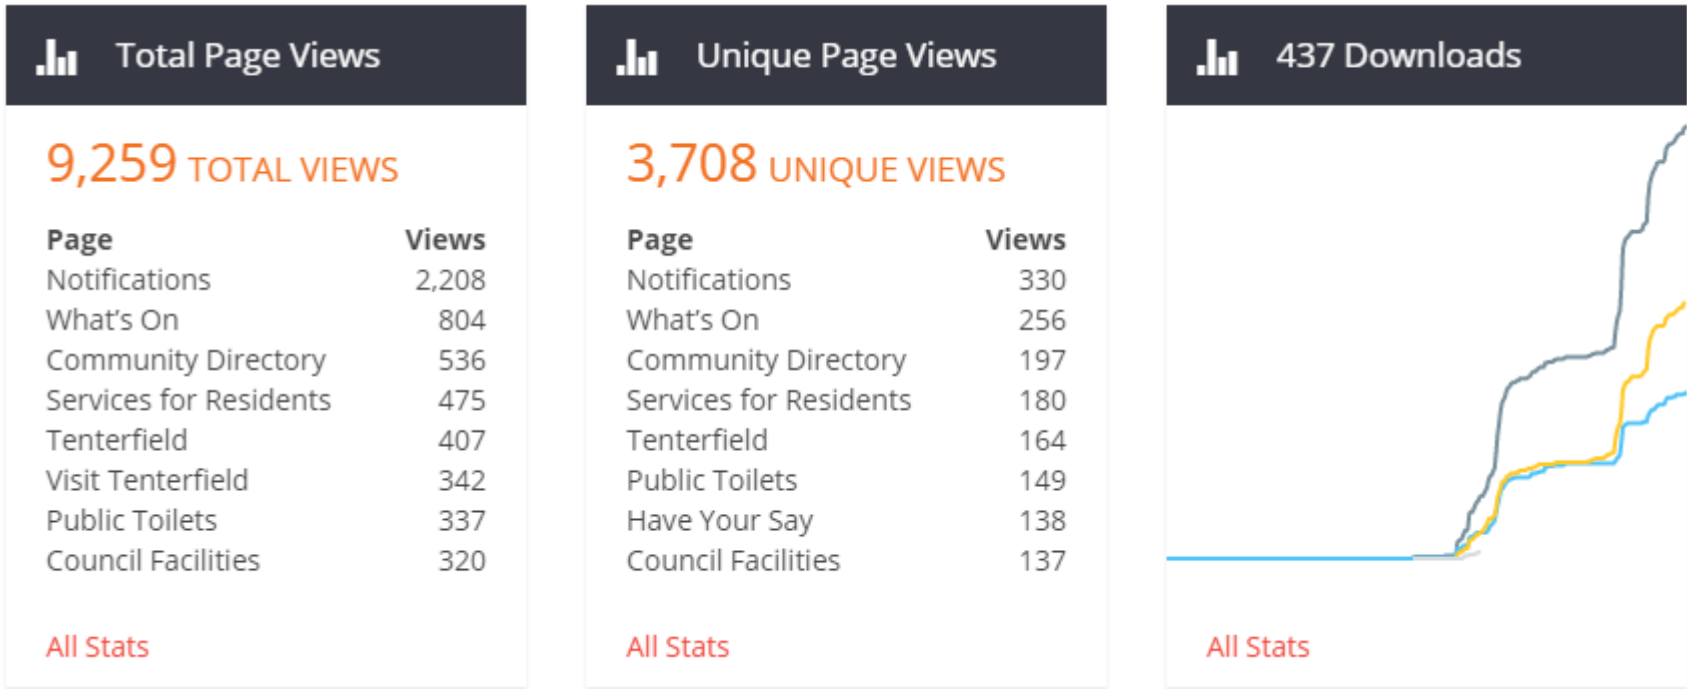 Total Page Views
9,259 TOTAL VIEWS
Page Views
Notifications 2,208
What's On 804
Community Directory 536
Services for Residents 475
Tenterfield 407
Visit Tenterfield 342
Public Toilets 337
Council Facilities 320
All Stats
Unique Page Views
3,708 UNIQUE VIEWS
Page Views
Notifications 330
What's On 256
Community Directory 197
Services for Residents 180
Tenterfield 164
Public Toilets 149
Have Your Say 138
Council Facilities 137
All Stats
437 Downloads
All Stats